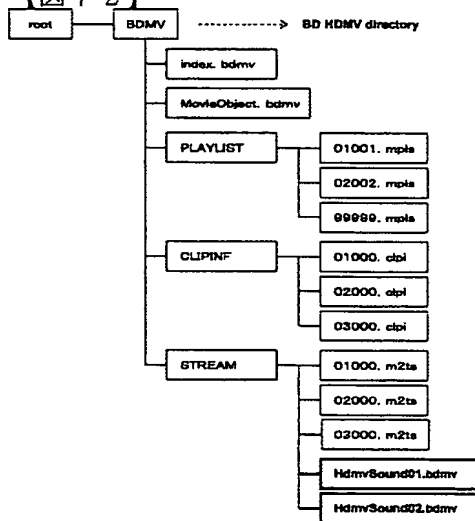 root
BDMV
BD HDMV directory
index.bdmv
MovieObject.bdmv
PLAYLIST
01001.mpls
02002.mpls
99989.mpls
CLIPINF
01000.clpi
02000.clpi
03000.clpi
STREAM
01000.m2ts
02000.m2ts
03000.m2ts
HdmvSound01.bdmv
HdmvSound02.bdmv